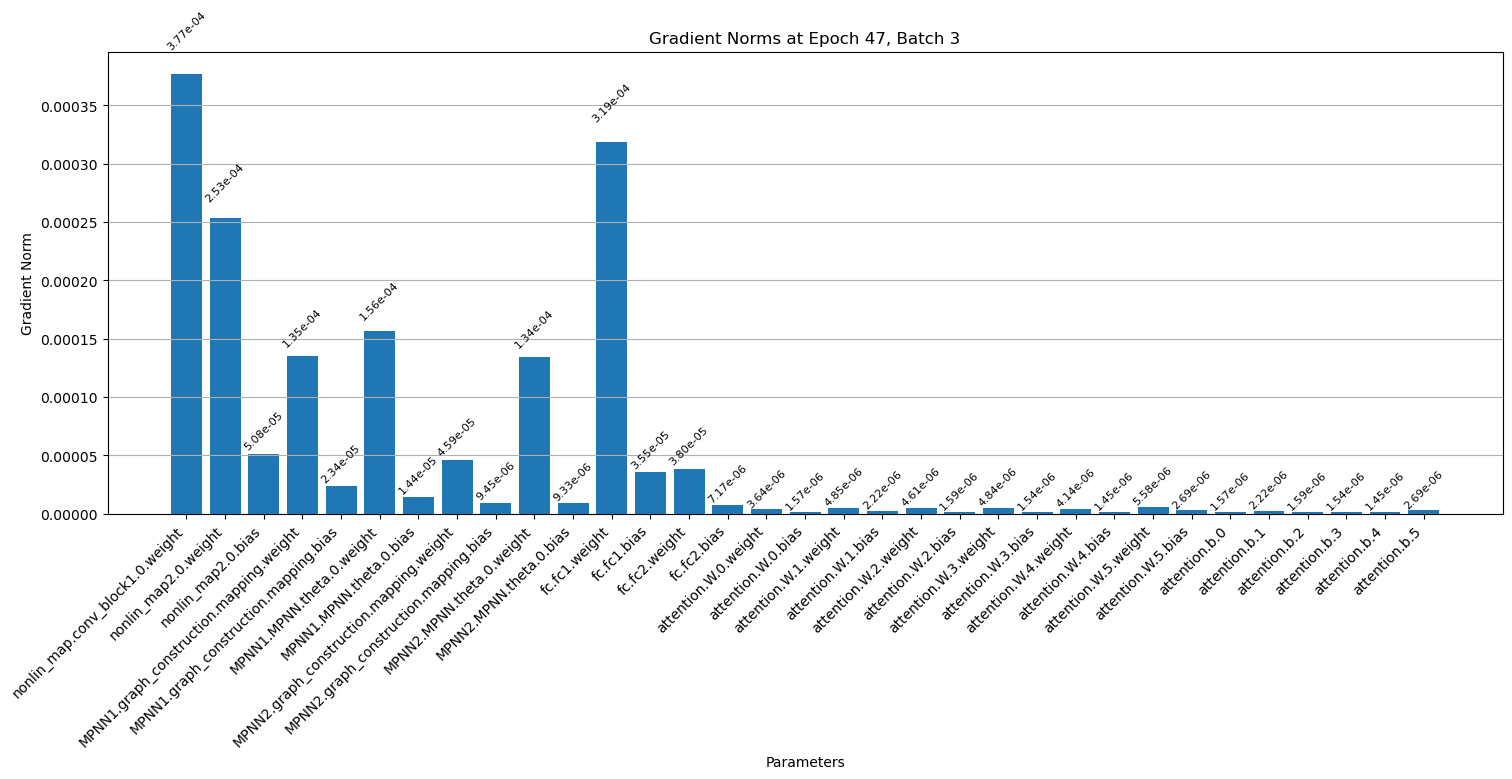 Gradient Norms at Epoch 47, Batch 3
Gradient Norm
0.00035
0.00030
0.00025
0.00020
0.00015
0.00010
0.00005
0.00000
3.77e-04
2.53e-04
5.08e-05
1.35e-04
2.34e-05
1.56e-04
1.44e-05
4.59e-05
9.45e-06
1.34e-04
9.33e-06
3.19e-04
3.55e-05
3.80e-05
7.17e-06
3.64e-06
1.57e-06
4.85e-06
2.22e-06
4.61e-06
1.59e-06
4.84e-06
1.54e-06
4.14e-06
1.45e-06
5.58e-06
2.69e-06
1.57e-06
2.22e-06
1.59e-06
1.54e-06
1.45e-06
2.69e-06
nonlin_map.conv_block1.0.weight
nonlin_map2.0.weight
nonlin_map2.0.bias
MPNN1.graph_construction.mapping.weight
MPNN1.graph_construction.mapping.bias
MPNN1.MPNN.theta.0.weight
MPNN1.MPNN.theta.0.bias
MPNN2.graph_construction.mapping.weight
MPNN2.graph_construction.mapping.bias
MPNN2.MPNN.theta.0.weight
MPNN2.MPNN.theta.0.bias
fc.fc1.weight
fc.fc1.bias
fc.fc2.weight
fc.fc2.bias
attention.W.0.weight
attention.W.0.bias
attention.W.1.weight
attention.W.1.bias
attention.W.2.weight
attention.W.2.bias
attention.W.3.weight
attention.W.3.bias
attention.W.4.weight
attention.W.4.bias
attention.W.5.weight
attention.W.5.bias
attention.b.0
attention.b.1
attention.b.2
attention.b.3
attention.b.4
attention.b.5
Parameters